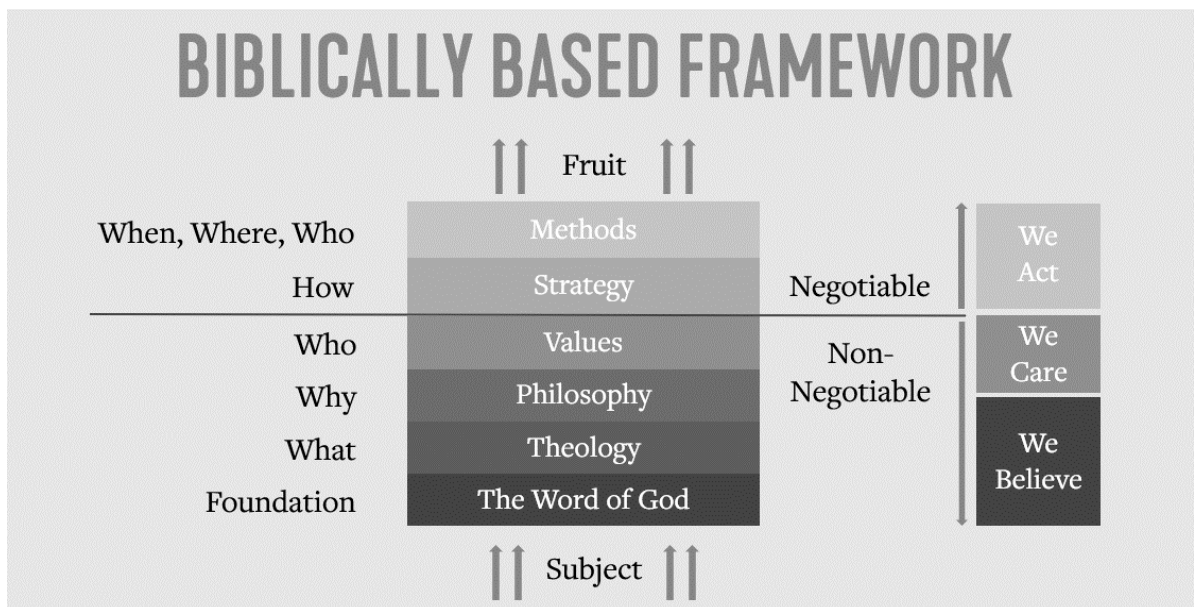 BIBLICALLY BASED FRAMEWORK
Fruit
When, Where, Who
Methods
We
Act
How
Strategy
Negotiable
Who
Values
Non-
Negotiable
We
Care
Why
Philosophy
What
Theology
We
Believe
Foundation
The Word of God
Subject